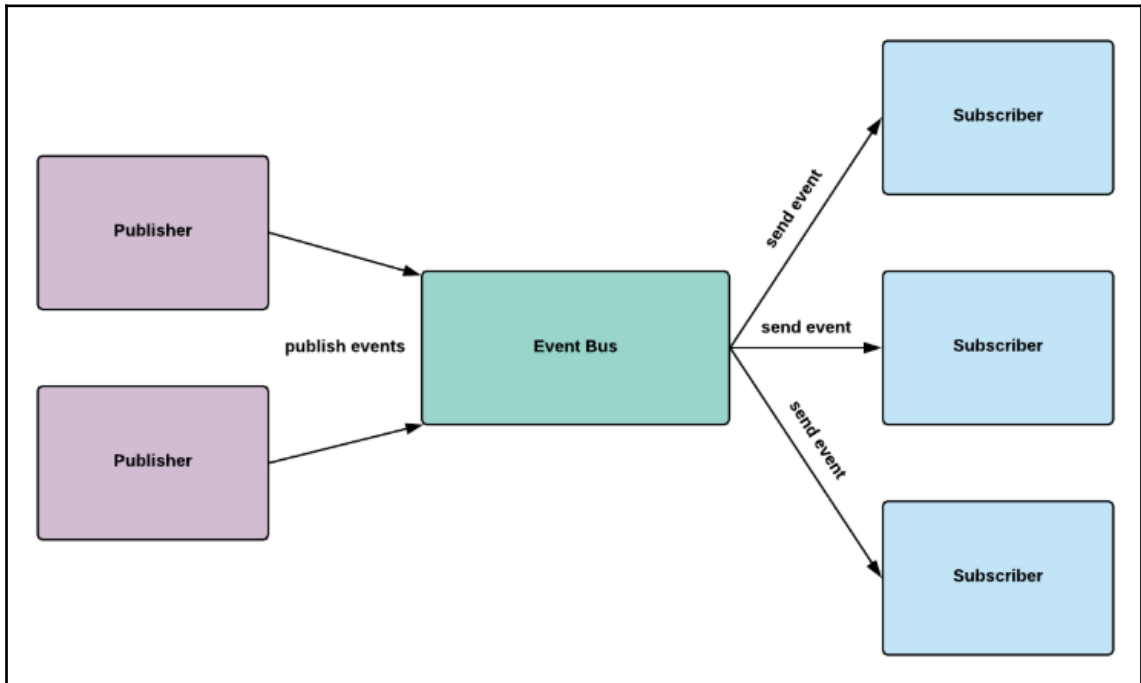 Publisher
publish events
Publisher
Event Bus
send event
send event
send event
Subscriber
Subscriber
Subscriber